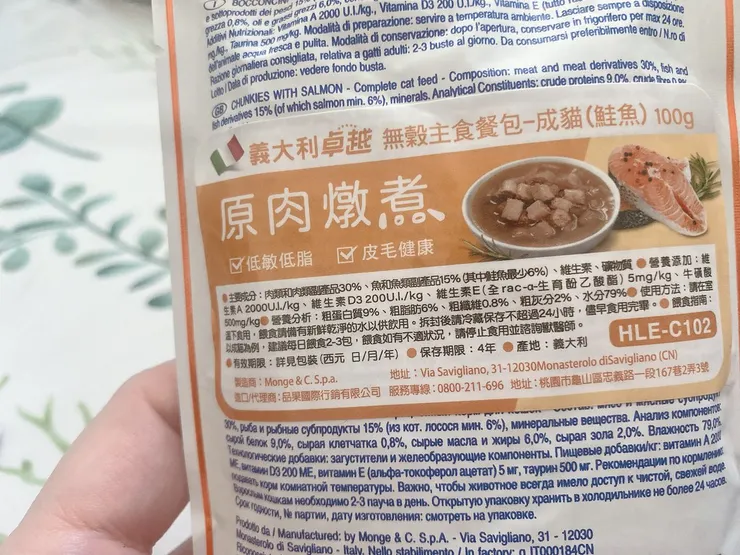 e sottoprodotti dei pesci 15%
grezza 0,8%, oli e grassi grezzi 6,0%,
Additivi Nutrizionali: Vitamina A 2000 U.I./kg., Vitamina D3 200 U.I./kg., Vitamina E
mg./kg., Taurina 500 mg/kg. Modalità di preparazione: servire a temperatura ambiente. Lasciare sempre a disposizione
dell'animale acqua fresca e pulita. Modalità di conservazione: dopo l'apertura, conservare in frigorifero per max 24 ore.
Razione giornaliera consigliata, relativa a gatti adulti: 2-3 buste al giorno. Da consumarsi preferibilmente entro / N.ro di
Lotto / Data di produzione: vedere fondo busta.
GB CHUNKIES WITH SALMON - Complete cat feed - Composition: meat and meat derivatives 30%, fish and
fish derivatives 15% (of which salmon min. 6%), minerals. Analytical Constituents: crude proteins 9.0%, crude fibre 0.8%
義大利卓越 無穀主食餐包-成貓(鮭魚) 100g
原肉燉煮
低敏低脂 皮毛健康
●主要成分：肉類和肉類副產品30%、魚和魚類副產品15%(其中鮭魚最少6%)、維生素、礦物質 ●營養添加：維
生素A 2000U.I./kg、維生素D3 200U.I./kg、維生素E(全rac-α-生育酚乙酸酯) 5mg/kg、牛磺酸
500mg/kg ●營養分析：粗蛋白質9%、粗脂肪6%、粗纖維0.8%、粗灰分2%、水分79% ●使用方法：請在室
溫下食用，餵食請備有新鮮乾淨的水以供飲用。拆封後請冷藏保存不超過24小時，儘早食用完畢。●餵食指南：
以成貓為例，建議每日餵食2-3包，餵食如有不適狀況，請停止食用並諮詢獸醫師。
HLE-C102
●有效期限：詳見包裝(西元 日/月/年) ●保存期限：4年 ●產地：義大利
製造商：Monge & C. S.p.a. 地址：Via Savigliano, 31-12030Monasterolo diSavigliano (CN)
進口/代理商：品果國際行銷有限公司 服務專線：0800-211-696 地址：桃園市龜山區忠義路一段167巷2弄3號
30%, рыба и рыбные субпродукты 15% (из кот. лосося мин. 6%), минеральные вещества. Анализ компонентов:
сырой белок 9,0%, сырая клетчатка 0,8%, сырые масла и жиры 6,0%, сырая зола 2,0%. Влажность 79,0%
Технологические добавки: загустители и желеобразующие компоненты. Пищевые добавки/кг: витамин A 2000
МЕ, витамин D3 200 МЕ, витамин E (альфа-токоферол ацетат) 5 мг, таурин 500 мг. Рекомендации по кормлению:
подавать корм комнатной температуры. Важно, чтобы животное всегда имело доступ к чистой, свежей воде.
Взрослым кошкам необходимо 2-3 пауча в день. Открытую упаковку хранить в холодильнике не более 24 часов.
Срок годности, № партии, дату изготовления: смотреть на упаковке.
Prodotto da / Manufactured: by Monge & C. S.p.A. - Via Savigliano, 31 - 12030
Monasterolo di Savigliano - Italy. Nello stabilimento / In factory: α IT000184CN